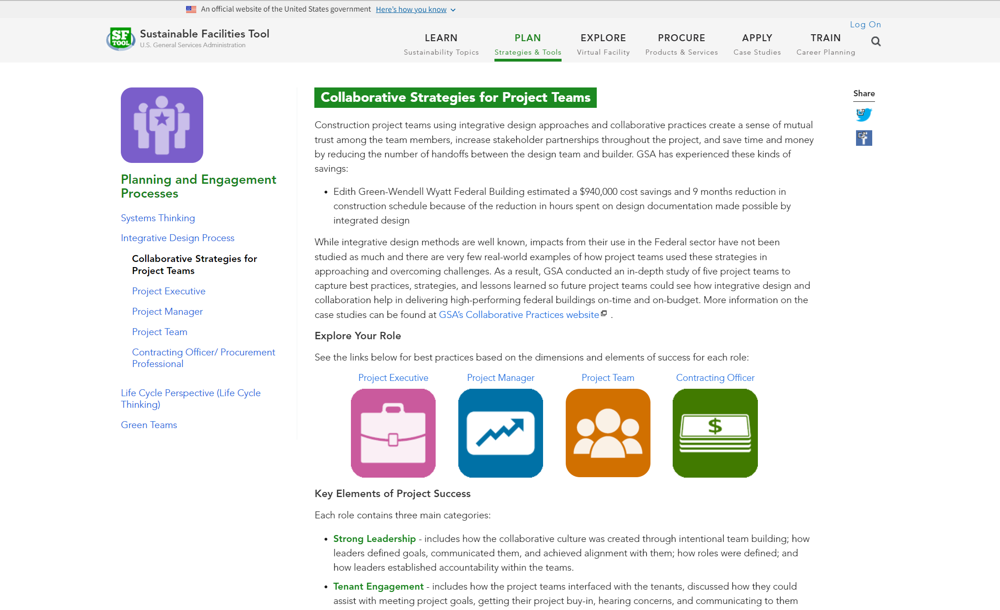 An official website of the United States government Here's how you know
Log On
SF TOOL
Sustainable Facilities Tool
U.S. General Services Administration
LEARN
Sustainability Topics
PLAN
Strategies & Tools
EXPLORE
Virtual Facility
PROCURE
Products & Services
APPLY
Case Studies
TRAIN
Career Planning
Planning and Engagement
Processes
Systems Thinking
Integrative Design Process
Collaborative Strategies for
Project Teams
Project Executive
Project Manager
Project Team
Contracting Officer/ Procurement
Professional
Life Cycle Perspective (Life Cycle
Thinking)
Green Teams
Collaborative Strategies for Project Teams
Construction project teams using integrative design approaches and collaborative practices create a sense of mutual
trust among the team members, increase stakeholder partnerships throughout the project, and save time and money
by reducing the number of handoffs between the design team and builder. GSA has experienced these kinds of
savings:
• Edith Green-Wendell Wyatt Federal Building estimated a $940,000 cost savings and 9 months reduction in
construction schedule because of the reduction in hours spent on design documentation made possible by
integrated design
While integrative design methods are well known, impacts from their use in the Federal sector have not been
studied as much and there are very few real-world examples of how project teams used these strategies in
approaching and overcoming challenges. As a result, GSA conducted an in-depth study of five project teams to
capture best practices, strategies, and lessons learned so future project teams could see how integrative design and
collaboration help in delivering high-performing federal buildings on-time and on-budget. More information on the
case studies can be found at GSA's Collaborative Practices website .
Explore Your Role
See the links below for best practices based on the dimensions and elements of success for each role:
Project Executive
Project Manager
Project Team
Contracting Officer
$
Key Elements of Project Success
Each role contains three main categories:
• Strong Leadership - includes how the collaborative culture was created through intentional team building; how
leaders defined goals, communicated them, and achieved alignment with them; how roles were defined; and
how leaders established accountability within the teams.
• Tenant Engagement - includes how the project teams interfaced with the tenants, discussed how they could
assist with meeting project goals, getting their project buy-in, hearing concerns, and communicating to them
Share